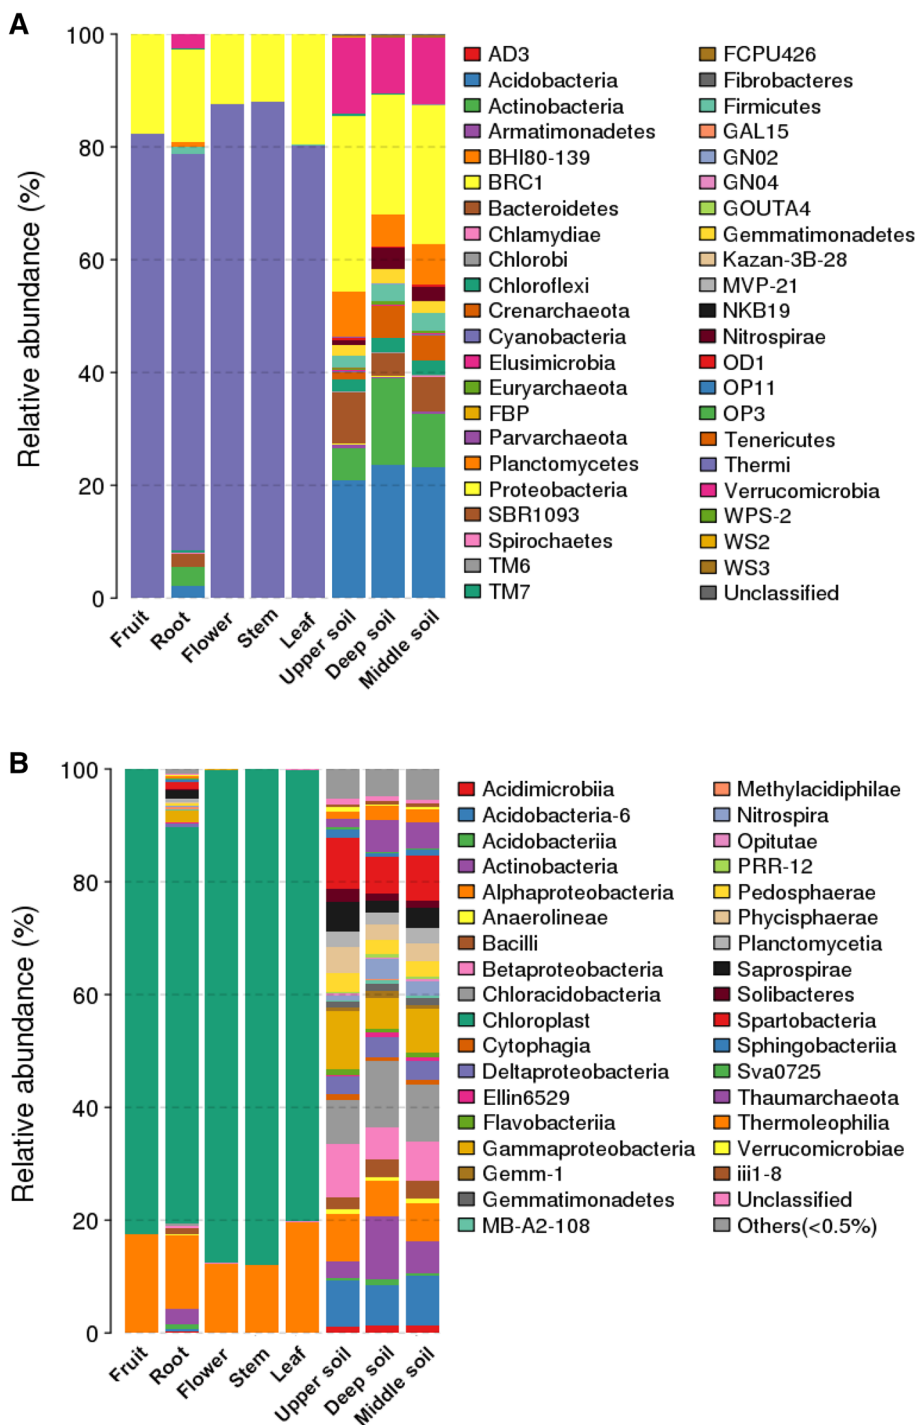 A
Relative abundance (%)
100
80
60
40
20
0
Fruit
Root
Flower
Stem
Leaf
Upper soil
Deep soil
Middle soil
AD3
Acidobacteria
Actinobacteria
Armatimonadetes
BHI80-139
BRC1
Bacteroidetes
Chlamydiae
Chlorobi
Chloroflexi
Crenarchaeota
Cyanobacteria
Elusimicrobia
Euryarchaeota
FBP
Parvarchaeota
Planctomycetes
Proteobacteria
SBR1093
Spirochaetes
TM6
TM7
FCPU426
Fibrobacteres
Firmicutes
GAL15
GN02
GN04
GOUTA4
Gemmatimonadetes
Kazan-3B-28
MVP-21
NKB19
Nitrospirae
OD1
OP11
OP3
Tenericutes
Thermi
Verrucomicrobia
WPS-2
WS2
WS3
Unclassified
B
Relative abundance (%)
100
80
60
40
20
0
Fruit
Root
Flower
Stem
Leaf
Upper soil
Deep soil
Middle soil
Acidimicrobiia
Acidobacteria-6
Acidobacteriia
Actinobacteria
Alphaproteobacteria
Anaerolineae
Bacilli
Betaproteobacteria
Chloracidobacteria
Chloroplast
Cytophagia
Deltaproteobacteria
Ellin6529
Flavobacteriia
Gammaproteobacteria
Gemm-1
Gemmatimonadetes
MB-A2-108
Methylacidiphilae
Nitrospira
Opitutae
PRR-12
Pedosphaerae
Phycisphaerae
Planctomycetia
Saprospirae
Solibacteres
Spartobacteria
Sphingobacteriia
Sva0725
Thaumarchaeota
Thermoleophilia
Verrucomicrobiae
iii1-8
Unclassified
Others(<0.5%)